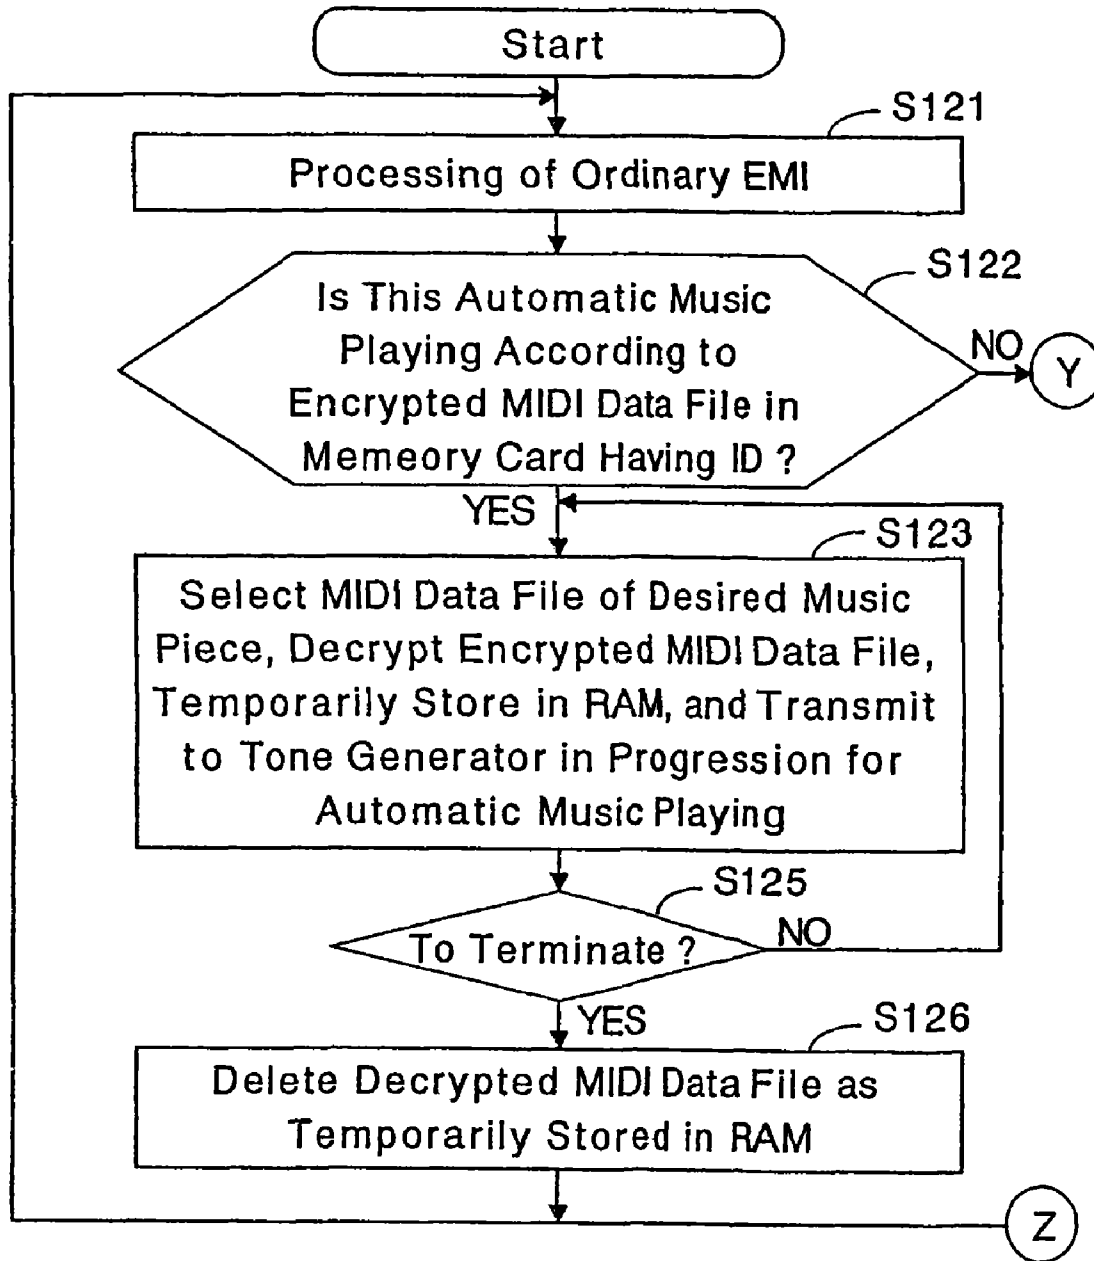 Start
S121
Processing of Ordinary EMI
S122
Is This Automatic Music
Playing According to
Encrypted MIDI Data File in
Memeory Card Having ID ?
NO
Y
YES
S123
Select MIDI Data File of Desired Music
Piece, Decrypt Encrypted MIDI Data File,
Temporarily Store in RAM, and Transmit
to Tone Generator in Progression for
Automatic Music Playing
S125
To Terminate ?
NO
YES
S126
Delete Decrypted MIDI Data File as
Temporarily Stored in RAM
Z